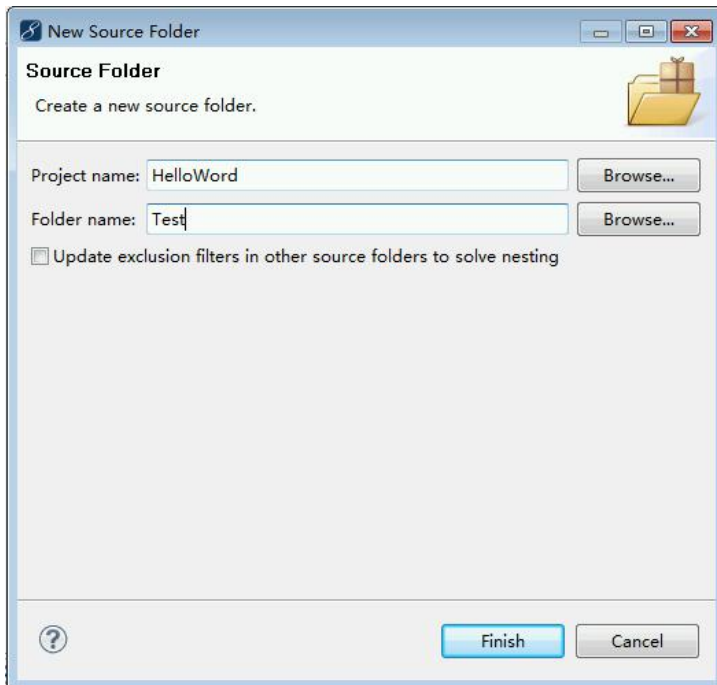 New Source Folder
Source Folder
Create a new source folder.
Project name: HelloWord Browse...
Folder name: Test Browse...
Update exclusion filters in other source folders to solve nesting
? Finish Cancel